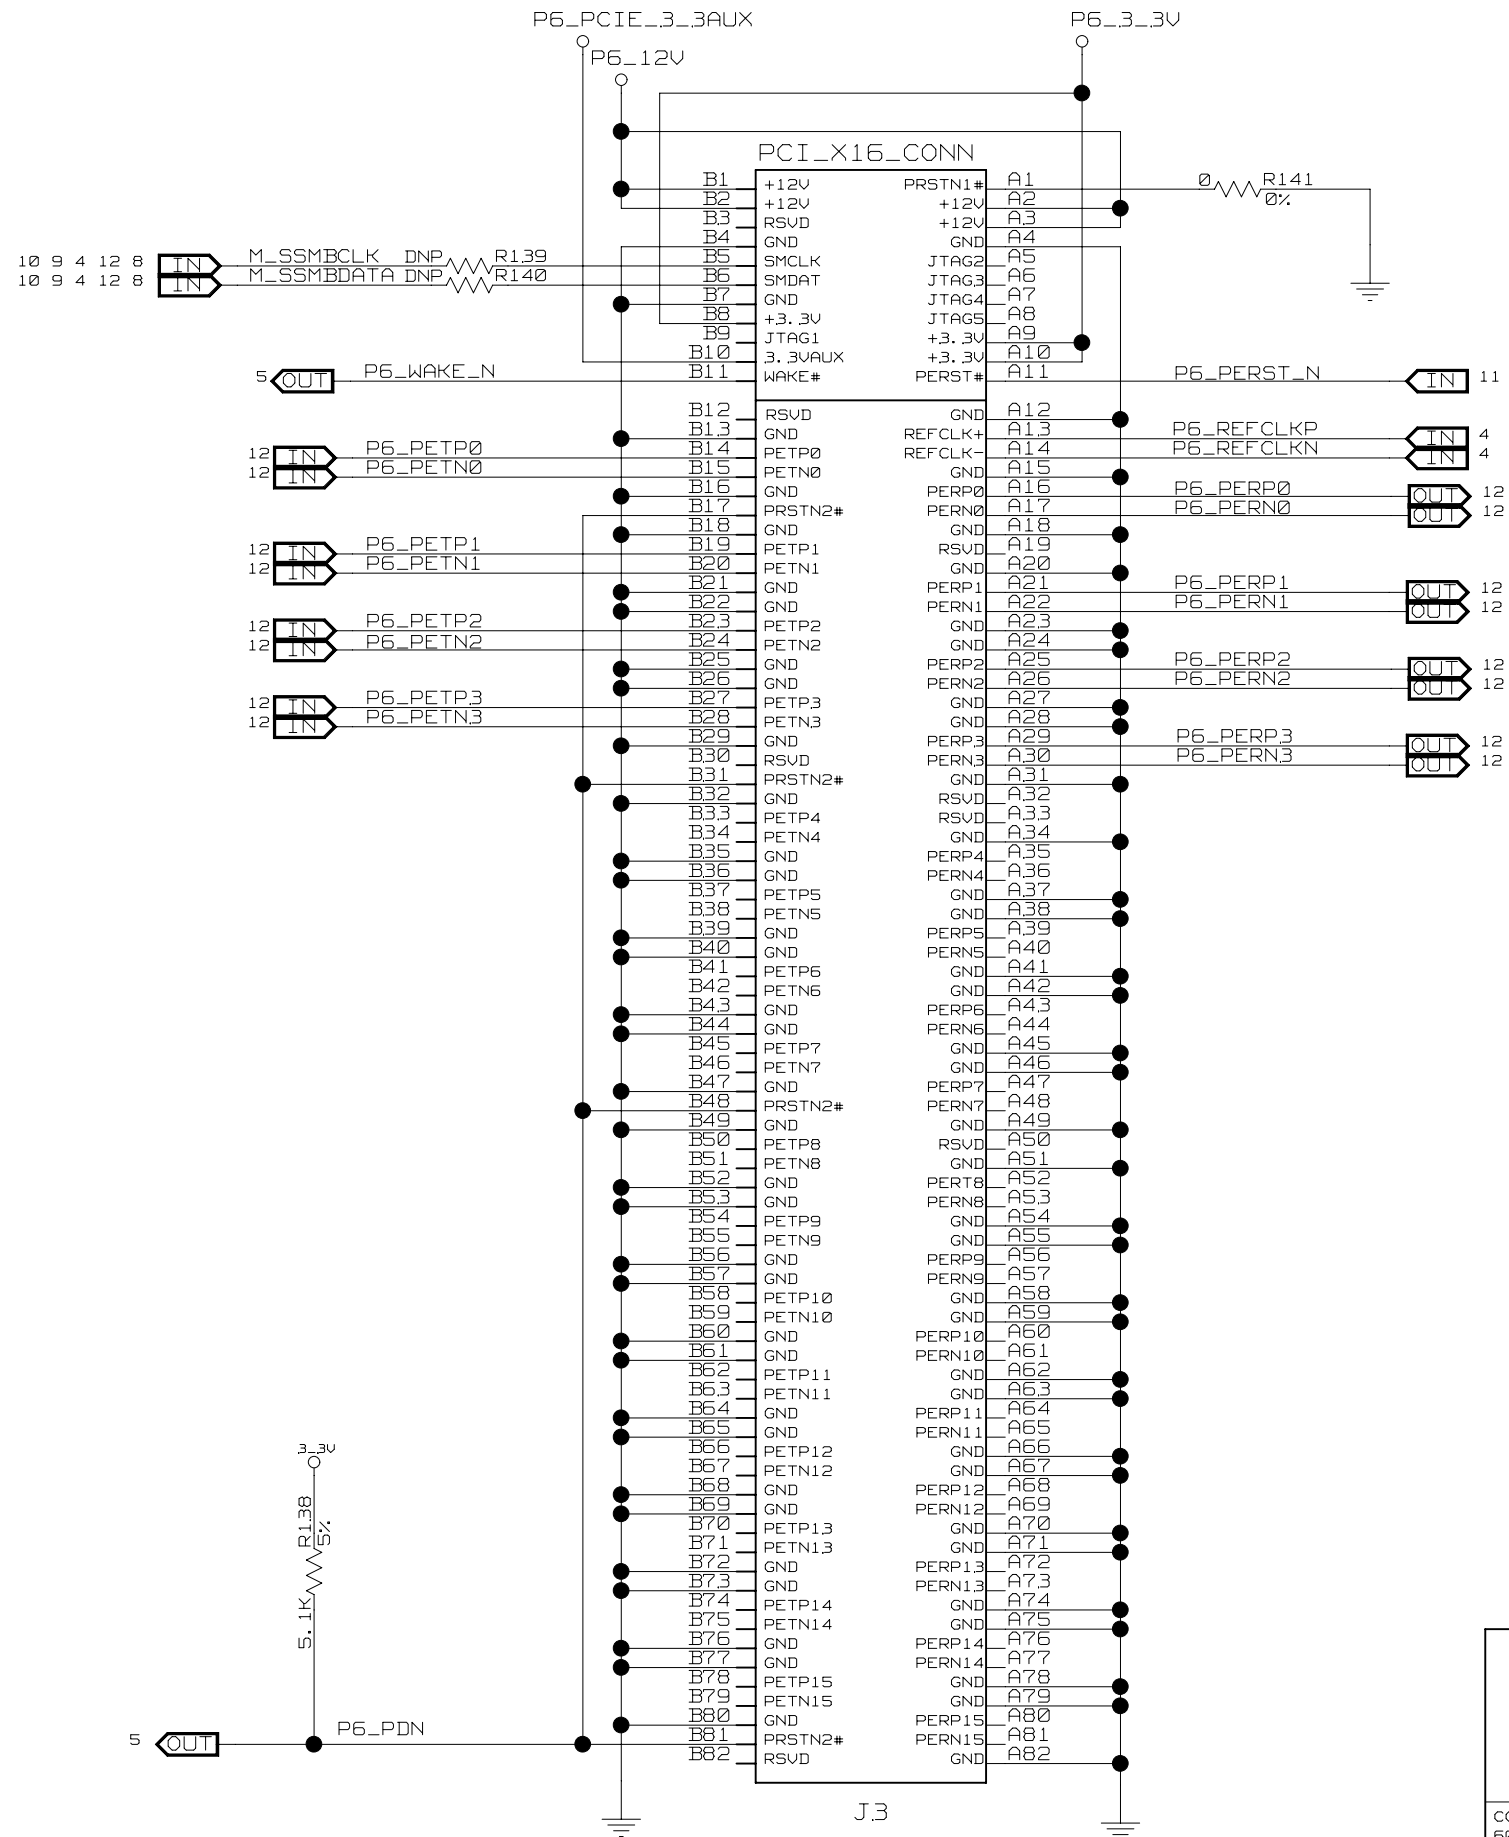 P6_PCIE_3_3AUX
P6_3_3V
P6_12V
PCI_X16_CONN
B1 +12V PRSTN1# A1 0 R141
B2 +12V +12V A2 0%
B3 RSVD +12V A3
B4 GND GND A4
10 9 4 12 8 IN M_SSMBCLK DNP R139 B5 SMCLK JTAG2 A5
10 9 4 12 8 IN M_SSMBDATA DNP R140 B6 SMDAT JTAG3 A6
B7 GND JTAG4 A7
B8 +3.3V JTAG5 A8
B9 JTAG1 +3.3V A9
B10 3.3VAUX +3.3V A10
5 OUT P6_WAKE_N B11 WAKE# PERST# A11 P6_PERST_N IN 11
B12 RSVD GND A12
B13 GND REFCLK+ A13 P6_REFCLKP IN 4
12 IN P6_PETP0 B14 PETP0 REFCLK- A14 P6_REFCLKN IN 4
12 IN P6_PETN0 B15 PETN0 GND A15
B16 GND PERP0 A16 P6_PERP0 OUT 12
B17 PRSTN2# PERN0 A17 P6_PERN0 OUT 12
B18 GND GND A18
12 IN P6_PETP1 B19 PETP1 RSVD A19
12 IN P6_PETN1 B20 PETN1 GND A20
B21 GND PERP1 A21 P6_PERP1 OUT 12
B22 GND PERN1 A22 P6_PERN1 OUT 12
12 IN P6_PETP2 B23 PETP2 GND A23
12 IN P6_PETN2 B24 PETN2 GND A24
B25 GND PERP2 A25 P6_PERP2 OUT 12
B26 GND PERN2 A26 P6_PERN2 OUT 12
12 IN P6_PETP3 B27 PETP3 GND A27
12 IN P6_PETN3 B28 PETN3 GND A28
B29 GND PERP3 A29 P6_PERP3 OUT 12
B30 RSVD PERN3 A30 P6_PERN3 OUT 12
B31 PRSTN2# GND A31
B32 GND RSVD A32
B33 PETP4 RSVD A33
B34 PETN4 GND A34
B35 GND PERP4 A35
B36 GND PERN4 A36
B37 PETP5 GND A37
B38 PETN5 GND A38
B39 GND PERP5 A39
B40 GND PERN5 A40
B41 PETP6 GND A41
B42 PETN6 GND A42
B43 GND PERP6 A43
B44 GND PERN6 A44
B45 PETP7 GND A45
B46 PETN7 GND A46
B47 GND PERP7 A47
B48 PRSTN2# PERN7 A48
B49 GND GND A49
B50 PETP8 RSVD A50
B51 PETN8 GND A51
B52 GND PERT8 A52
B53 GND PERN8 A53
B54 PETP9 GND A54
B55 PETN9 GND A55
B56 GND PERP9 A56
B57 GND PERN9 A57
B58 PETP10 GND A58
B59 PETN10 GND A59
B60 GND PERP10 A60
B61 GND PERN10 A61
B62 PETP11 GND A62
B63 PETN11 GND A63
B64 GND PERP11 A64
B65 GND PERN11 A65
B66 PETP12 GND A66
B67 PETN12 GND A67
B68 GND PERP12 A68
B69 GND PERN12 A69
B70 PETP13 GND A70
B71 PETN13 GND A71
B72 GND PERP13 A72
B73 GND PERN13 A73
B74 PETP14 GND A74
B75 PETN14 GND A75
B76 GND PERP14 A76
B77 GND PERN14 A77
B78 PETP15 GND A78
B79 PETN15 GND A79
B80 GND PERP15 A80
B81 PRSTN2# PERN15 A81
B82 RSVD GND A82
3_3V
R138
5%
5.1K
5 OUT P6_PDN
J3